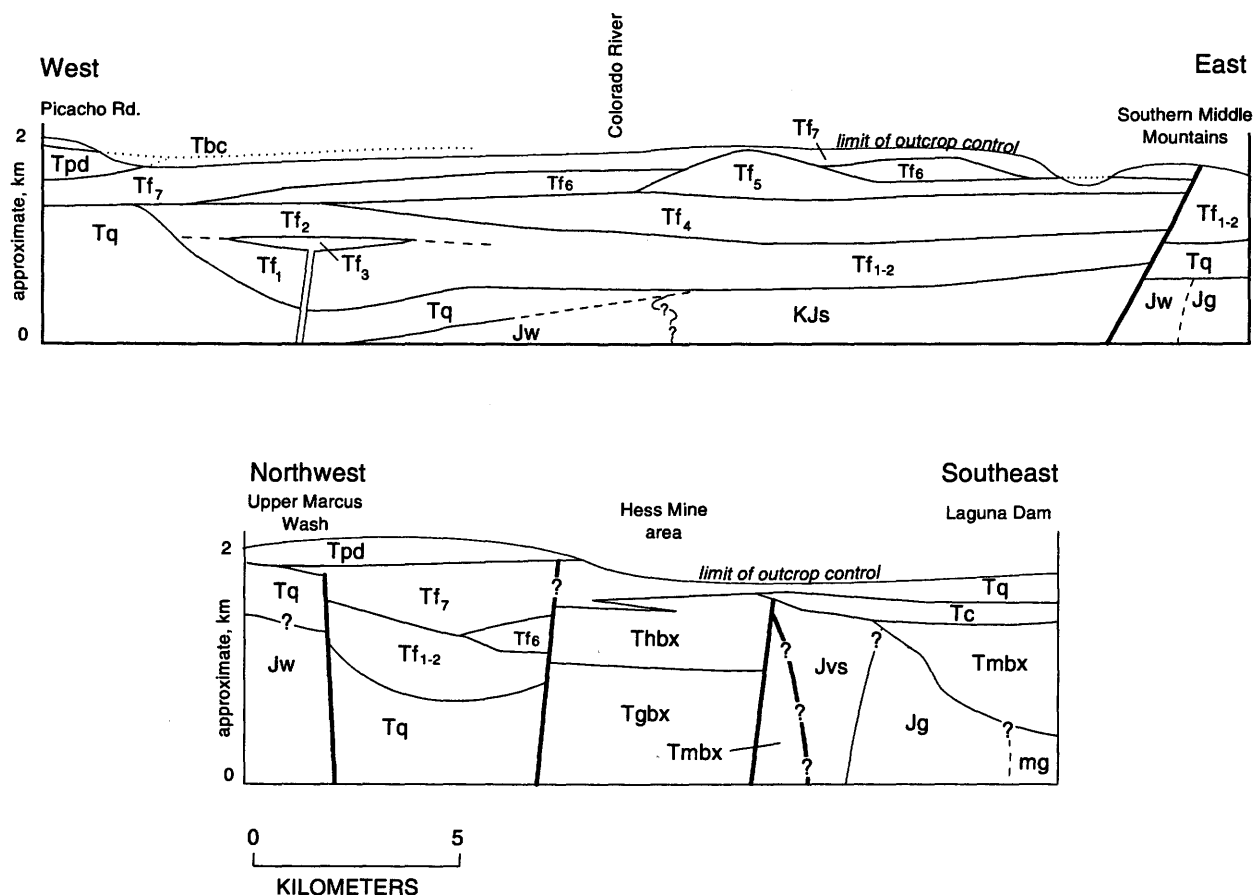 West
Colorado River
East
Picacho Rd.
Southern Middle
Mountains
2
approximate, km
0
Tbc
Tf7
limit of outcrop control
Tpd
Tf7
Tf6
Tf5
Tf6
Tq
Tf2
Tf4
Tf1-2
Tf1
Tf3
Tf1-2
Tq
Tq
Jw
?
?
KJs
Jw
Jg
Northwest
Southeast
Upper Marcus
Wash
Hess Mine
area
Laguna Dam
2
approximate, km
0
Tpd
limit of outcrop control
Tq
Tq
Tf7
?
Tc
?
Tf6
Thbx
Jw
Tf1-2
?
Jvs
?
Tmbx
Tq
Tgbx
?
Jg
?
Tmbx
?
mg
0
5
KILOMETERS